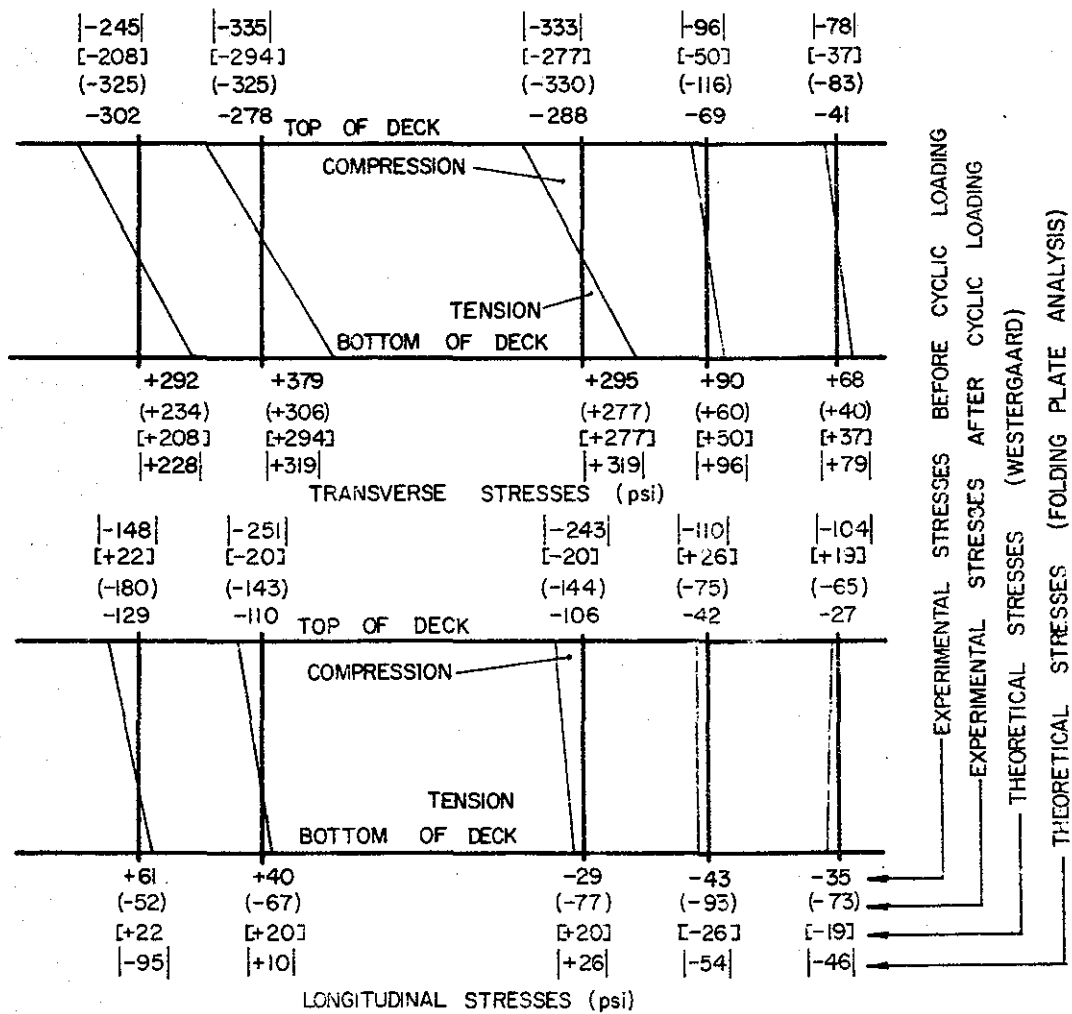 |-245| |-335| |-333| |-96| |-78|
[-208] [-294] [-277] [-50] [-37]
(-325) (-325) (-330) (-116) (-83)
-302 -278 -288 -69 -41
TOP OF DECK
COMPRESSION
TENSION
BOTTOM OF DECK
+292 +379 +295 +90 +68
(+234) (+306) (+277) (+60) (+40)
[+208] [+294] [+277] [+50] [+37]
|+228| |+319| |+319| |+96| |+79|
TRANSVERSE STRESSES (psi)
|-148| |-251| |-243| |-110| |-104|
[+22] [-20] [-20] [+26] [+19]
(-180) (-143) (-144) (-75) (-65)
-129 -110 -106 -42 -27
TOP OF DECK
COMPRESSION
TENSION
BOTTOM OF DECK
+61 +40 -29 -43 -35
(-52) (-67) (-77) (-93) (-73)
[+22 [+20] [+20] [-26] [-19]
|-95| |+10| |+26| |-54| |-46|
LONGITUDINAL STRESSES (psi)
EXPERIMENTAL STRESSES BEFORE CYCLIC LOADING
EXPERIMENTAL STRESSES AFTER CYCLIC LOADING
THEORETICAL STRESSES (WESTERGAARD)
THEORETICAL STRESSES (FOLDING PLATE ANALYSIS)